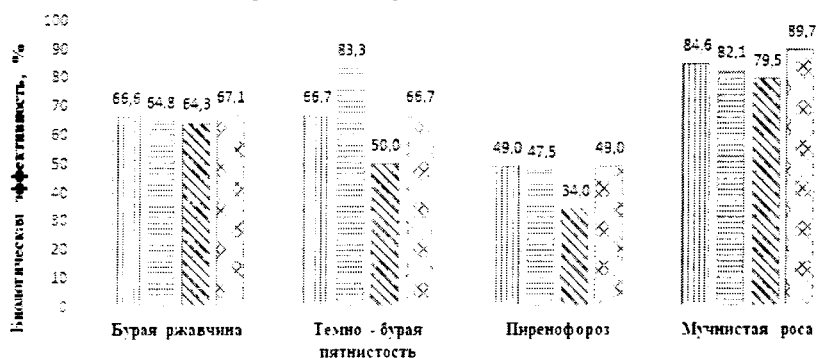 Биологическая эффективность, %
100
90
80
70
60
50
40
30
20
10
0
66,6 64,8 64,3 67,1
66,7 83,3 50,0 66,7
49,0 47,5 34,0 49,0
84,6 82,1 79,5 89,7
Бурая ржавчина
Темно - бурая
пятнистость
Пиренофороз
Мучнистая роса